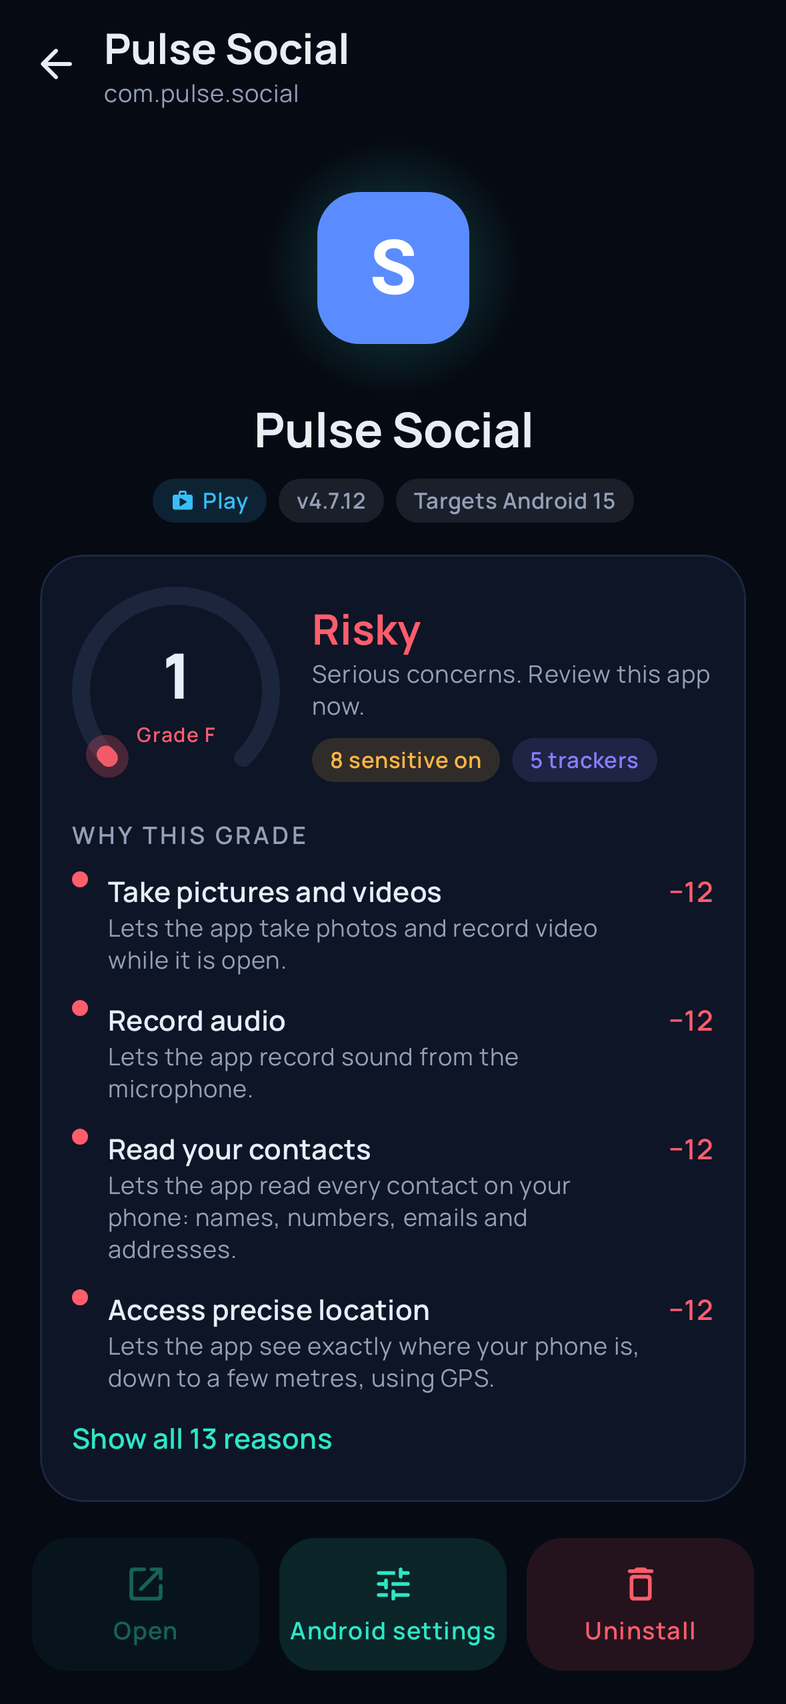 Pulse Social
com.pulse.social
S
Pulse Social
Play
v4.7.12
Targets Android 15
1
Grade F
Risky
Serious concerns. Review this app
now.
8 sensitive on
5 trackers
WHY THIS GRADE
Take pictures and videos −12
Lets the app take photos and record video
while it is open.
Record audio −12
Lets the app record sound from the
microphone.
Read your contacts −12
Lets the app read every contact on your
phone: names, numbers, emails and
addresses.
Access precise location −12
Lets the app see exactly where your phone is,
down to a few metres, using GPS.
Show all 13 reasons
Open
Android settings
Uninstall